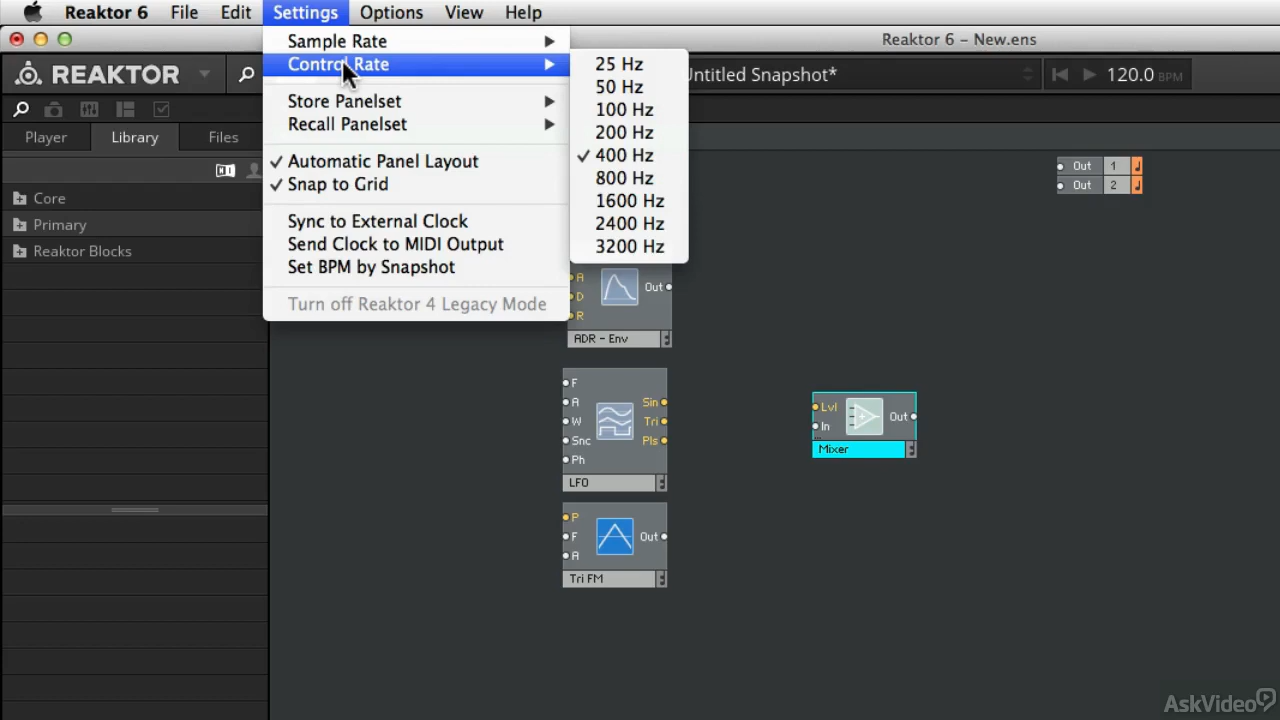 Reaktor 6 File Edit Settings Options View Help
Reaktor 6 - New.ens
REAKTOR
Untitled Snapshot*
120.0 BPM
Player Library Files
Core
Primary
Reaktor Blocks
Sample Rate
Control Rate
Store Panelset
Recall Panelset
Automatic Panel Layout
Snap to Grid
Sync to External Clock
Send Clock to MIDI Output
Set BPM by Snapshot
Turn off Reaktor 4 Legacy Mode
25 Hz
50 Hz
100 Hz
200 Hz
400 Hz
800 Hz
1600 Hz
2400 Hz
3200 Hz
Out 1
Out 2
A
D
R
Out
ADR - Env
F
A
W
Snc
Ph
Sin
Tri
Pls
LFO
P
F
A
Out
Tri FM
Lvl
In
Out
Mixer
AskVideo